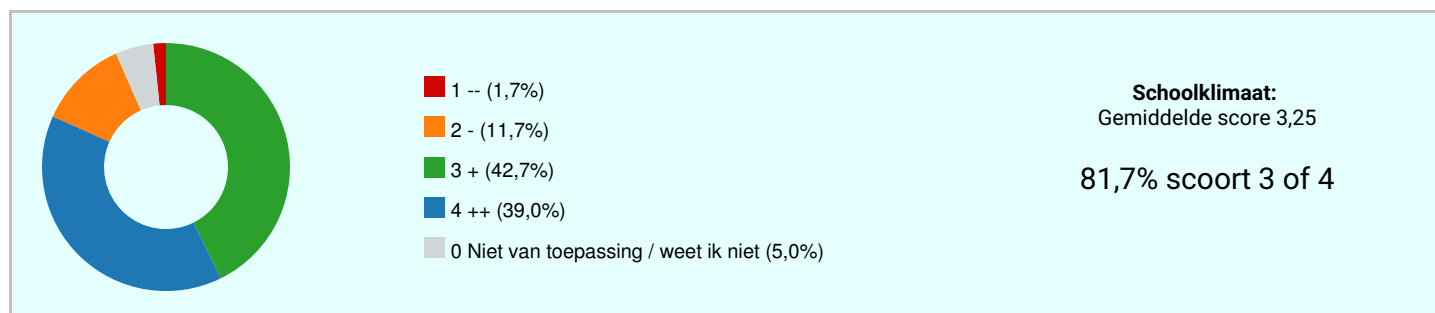 1 -- (1,7%)
2 - (11,7%)
3 + (42,7%)
4 ++ (39,0%)
0 Niet van toepassing / weet ik niet (5,0%)
Schoolklimaat:
Gemiddelde score 3,25
81,7% scoort 3 of 4